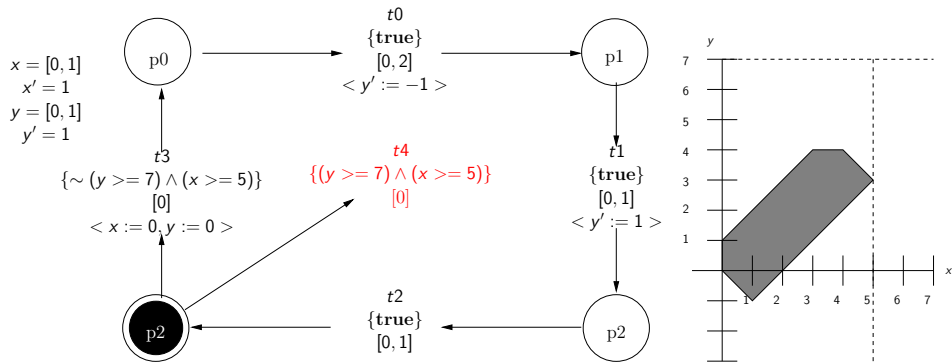 x = [0, 1]
x′ = 1
y = [0, 1]
y′ = 1
p0
t0
{true}
[0, 2]
< y′ := −1 >
p1
t3
{∼ (y >= 7) ∧ (x >= 5)}
[0]
< x := 0, y := 0 >
t4
{(y >= 7) ∧ (x >= 5)}
[0]
t1
{true}
[0, 1]
< y′ := 1 >
p2
t2
{true}
[0, 1]
p2
y
7
6
5
4
3
2
1
1 2 3 4 5 6 7
x